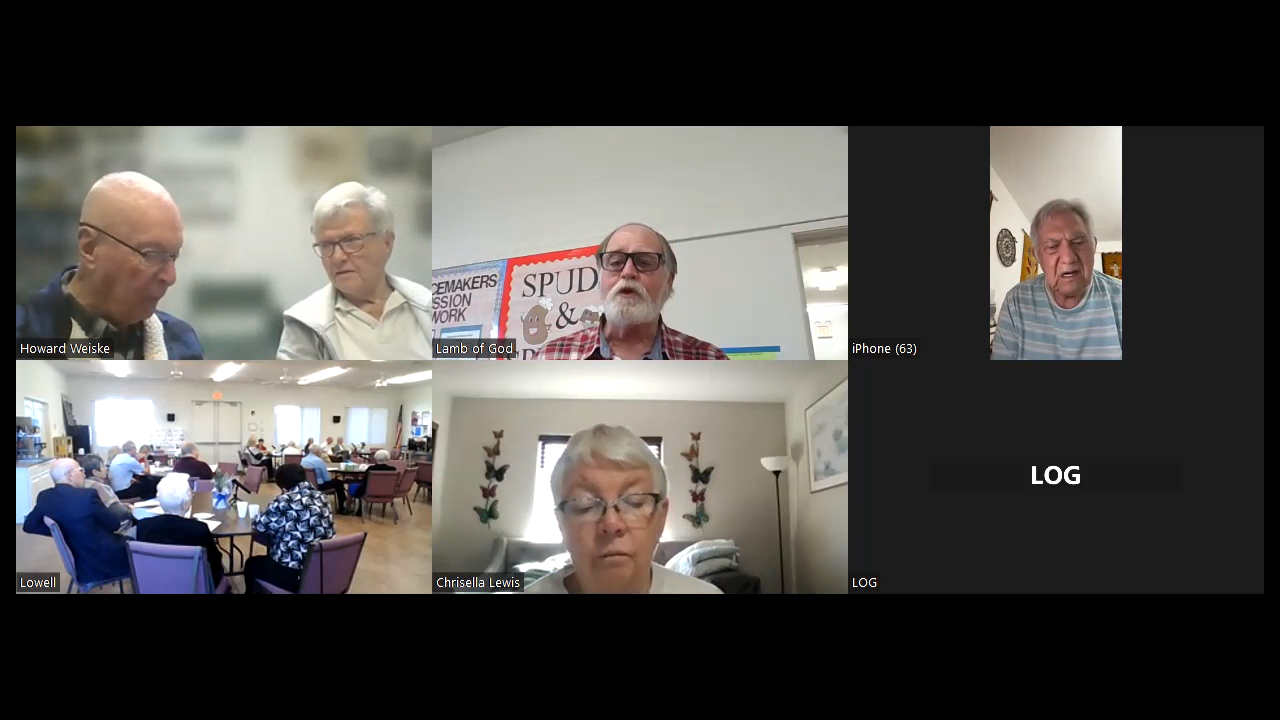 CEMAKERS
SSION
WORK
SPUD
&
Howard Weiske
Lamb of God
iPhone (63)
LOG
Lowell
Chrisella Lewis
LOG